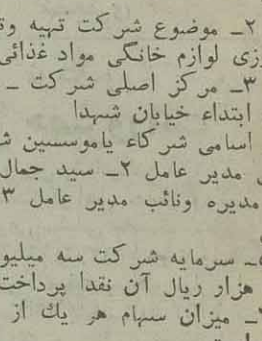 ۲ـ موضوع شرکت تهیه
لوازم خانگی مواد غذائی
۳ـ مرکز اصلی شرکت ـ
ابتداء خیابان شهدا
اسامی شرکاء یاموسسین
مدیر عامل ۲ـ سید جمال
مدیره ونائب مدیر عامل ۳
ـ سرمایه شرکت سه میلیو
هزار ریال آن نقدا پرداخت
ـ میزان سهام هر یك از